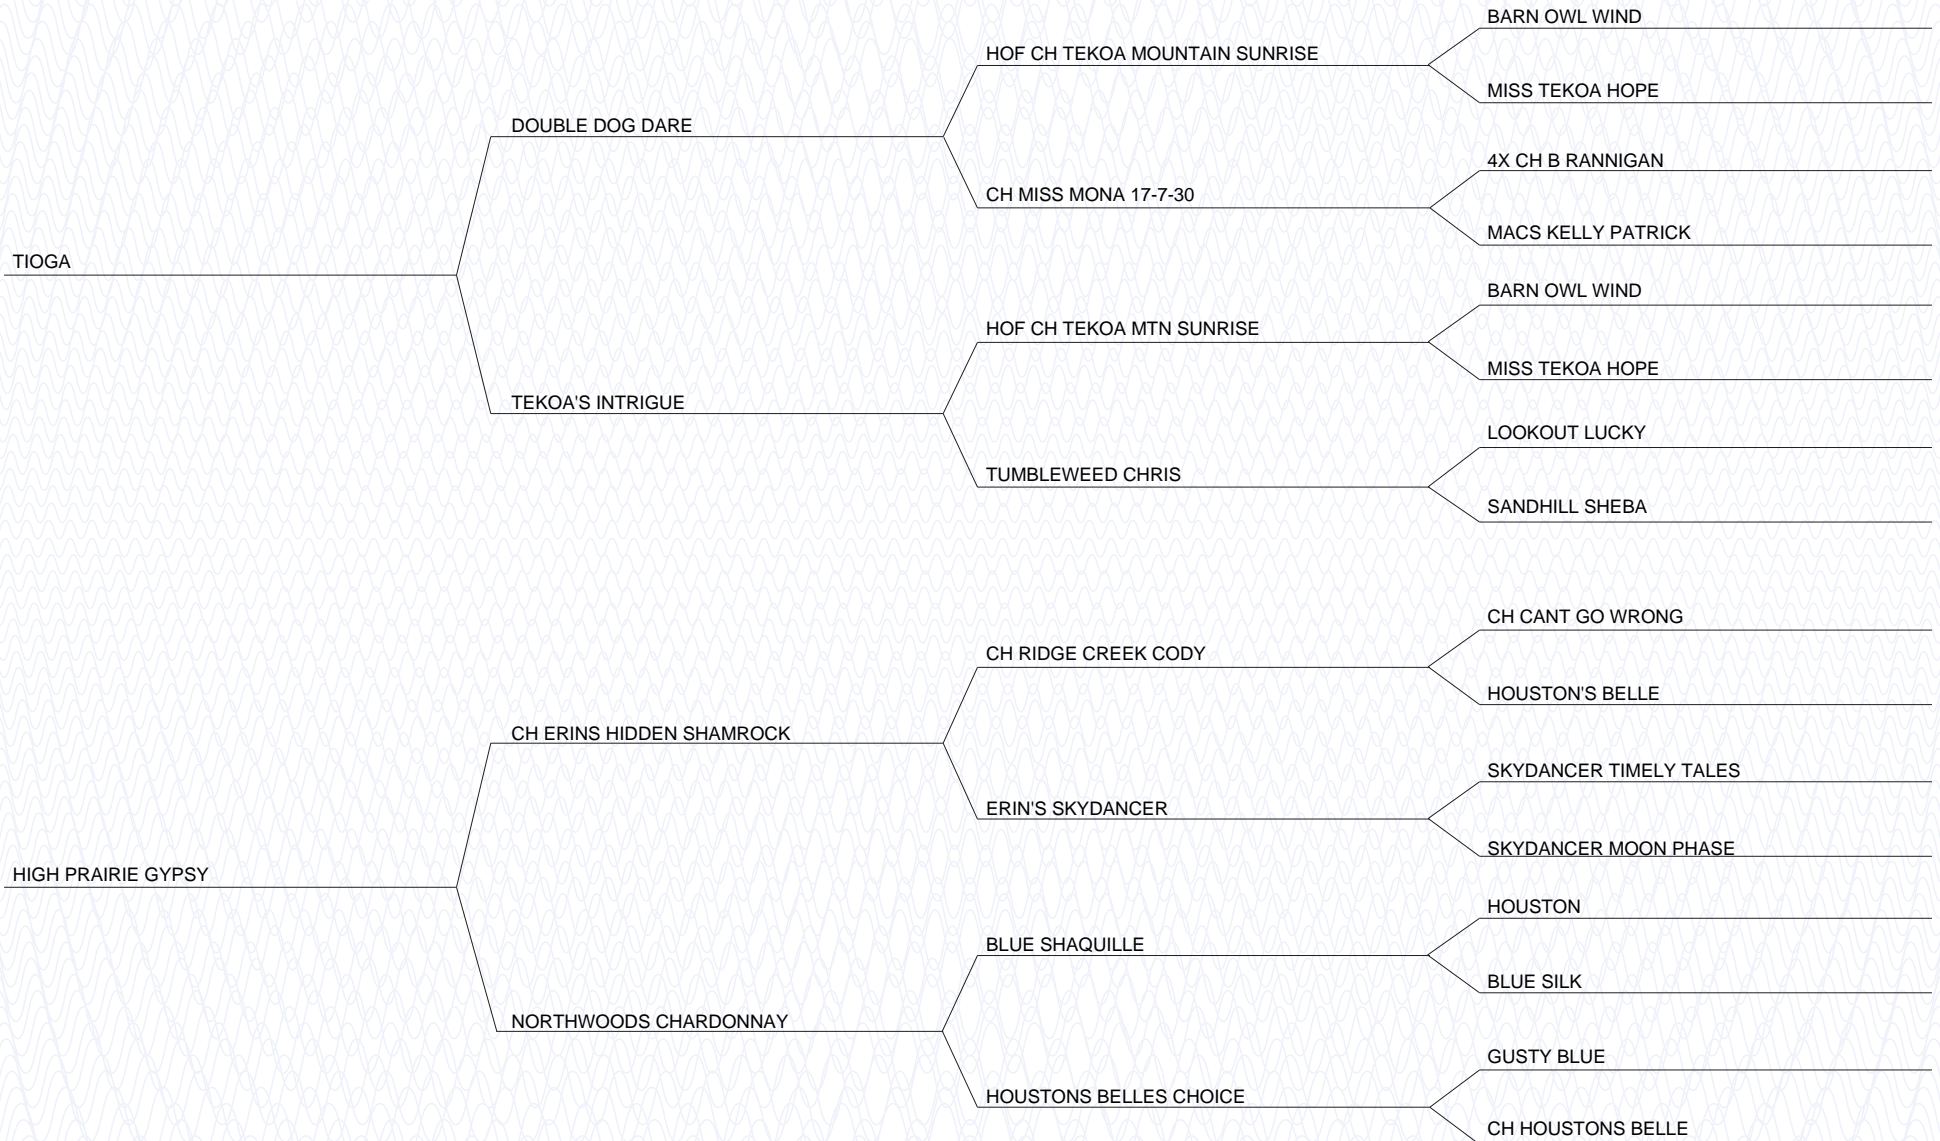 BARN OWL WIND
HOF CH TEKOA MOUNTAIN SUNRISE
MISS TEKOA HOPE
DOUBLE DOG DARE
4X CH B RANNIGAN
CH MISS MONA 17-7-30
MACS KELLY PATRICK
TIOGA
BARN OWL WIND
HOF CH TEKOA MTN SUNRISE
MISS TEKOA HOPE
TEKOA'S INTRIGUE
LOOKOUT LUCKY
TUMBLEWEED CHRIS
SANDHILL SHEBA
CH CANT GO WRONG
CH RIDGE CREEK CODY
HOUSTON'S BELLE
CH ERINS HIDDEN SHAMROCK
SKYDANCER TIMELY TALES
ERIN'S SKYDANCER
SKYDANCER MOON PHASE
HIGH PRAIRIE GYPSY
HOUSTON
BLUE SHAQUILLE
BLUE SILK
NORTHWOODS CHARDONNAY
GUSTY BLUE
HOUSTONS BELLES CHOICE
CH HOUSTONS BELLE